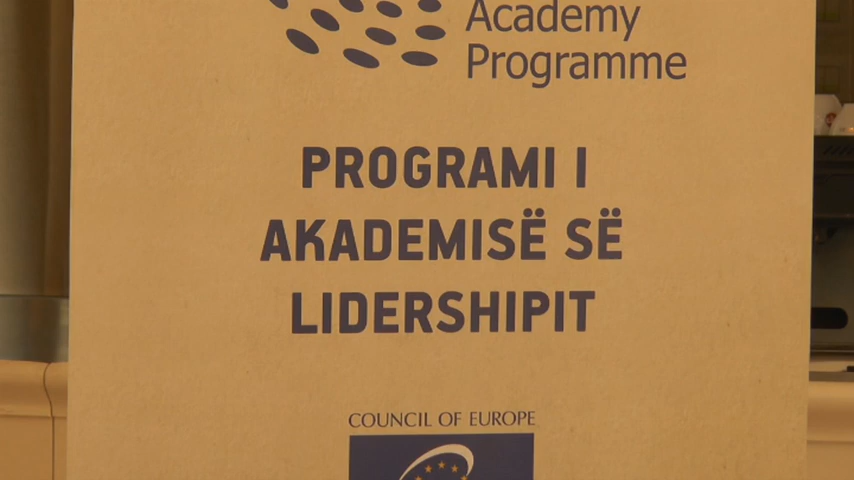 Academy
Programme
PROGRAMI I
AKADEMISË SË
LIDERSHIPIT
COUNCIL OF EUROPE